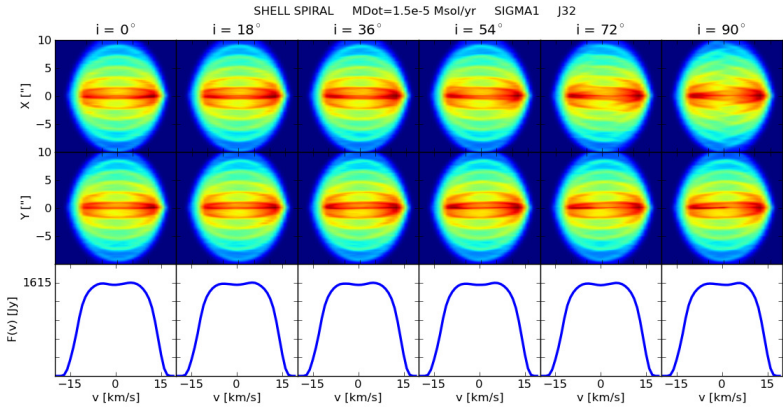 SHELL SPIRAL MDot=1.5e-5 Msol/yr SIGMA1 J32
i = 0° i = 18° i = 36° i = 54° i = 72° i = 90°
10
5
X ["]
0
−5
10
5
Y ["]
0
−5
1615
F(v) [Jy]
−15 0 15 −15 0 15 −15 0 15 −15 0 15 −15 0 15 −15 0 15
v [km/s] v [km/s] v [km/s] v [km/s] v [km/s] v [km/s]